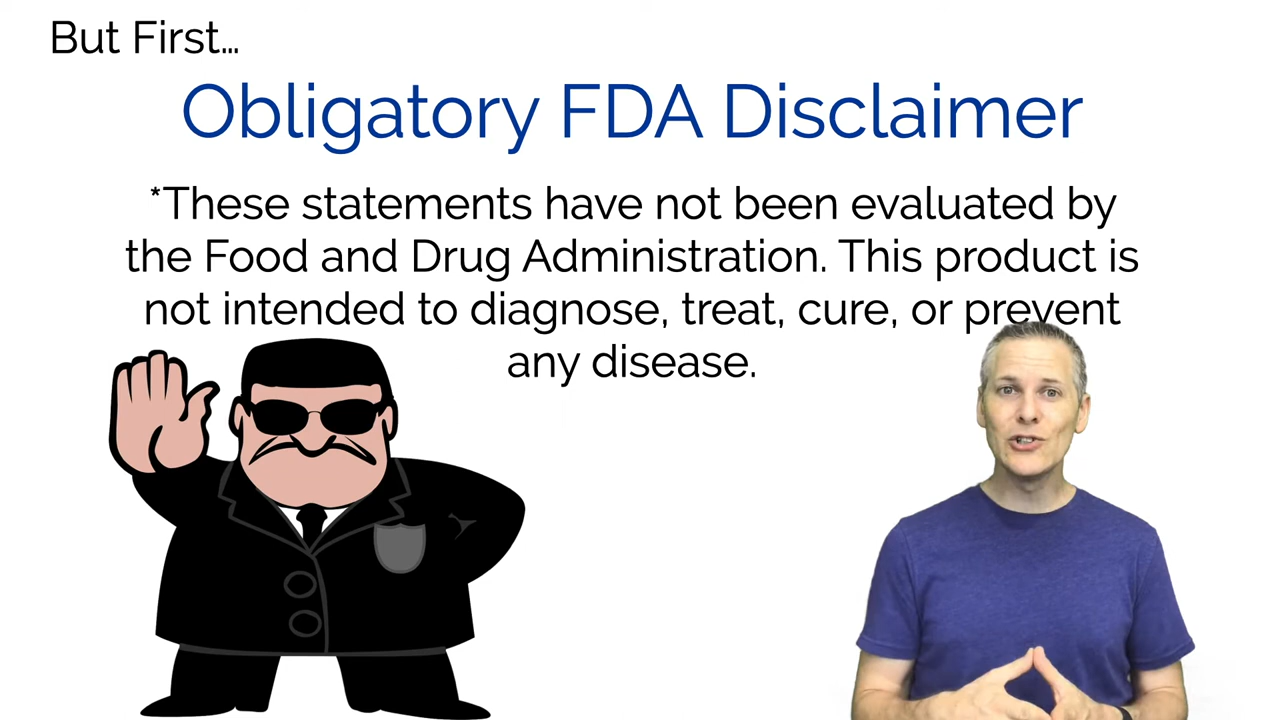 But First...
Obligatory FDA Disclaimer
*These statements have not been evaluated by
the Food and Drug Administration. This product is
not intended to diagnose, treat, cure, or prevent
any disease.